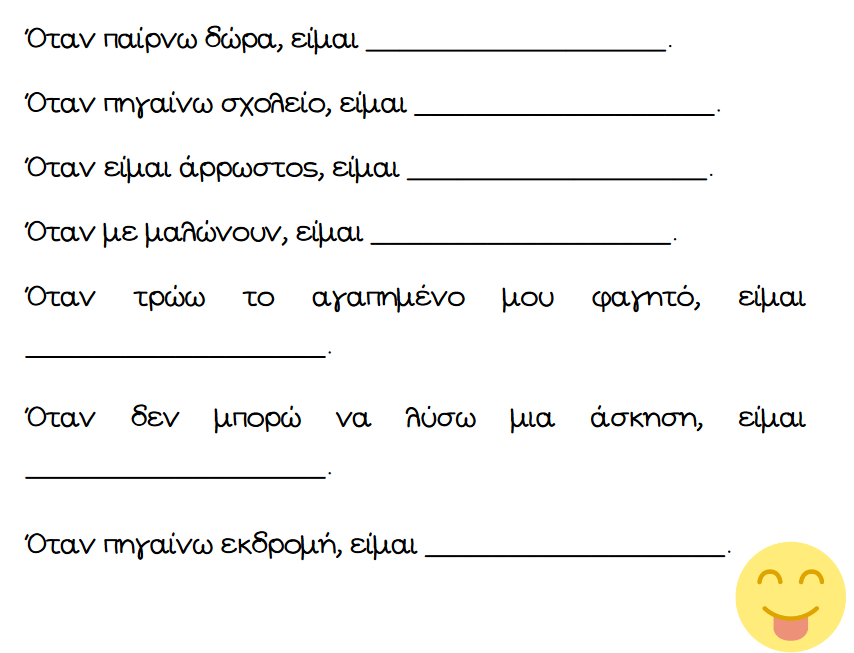 Όταν παίρνω δώρα, είμαι ____________________.
Όταν πηγαίνω σχολείο, είμαι ____________________.
Όταν είμαι άρρωστος, είμαι ____________________.
Όταν με μαλώνουν, είμαι ____________________.
Όταν τρώω το αγαπημένο μου φαγητό, είμαι
____________________.
Όταν δεν μπορώ να λύσω μια άσκηση, είμαι
____________________.
Όταν πηγαίνω εκδρομή, είμαι ____________________.